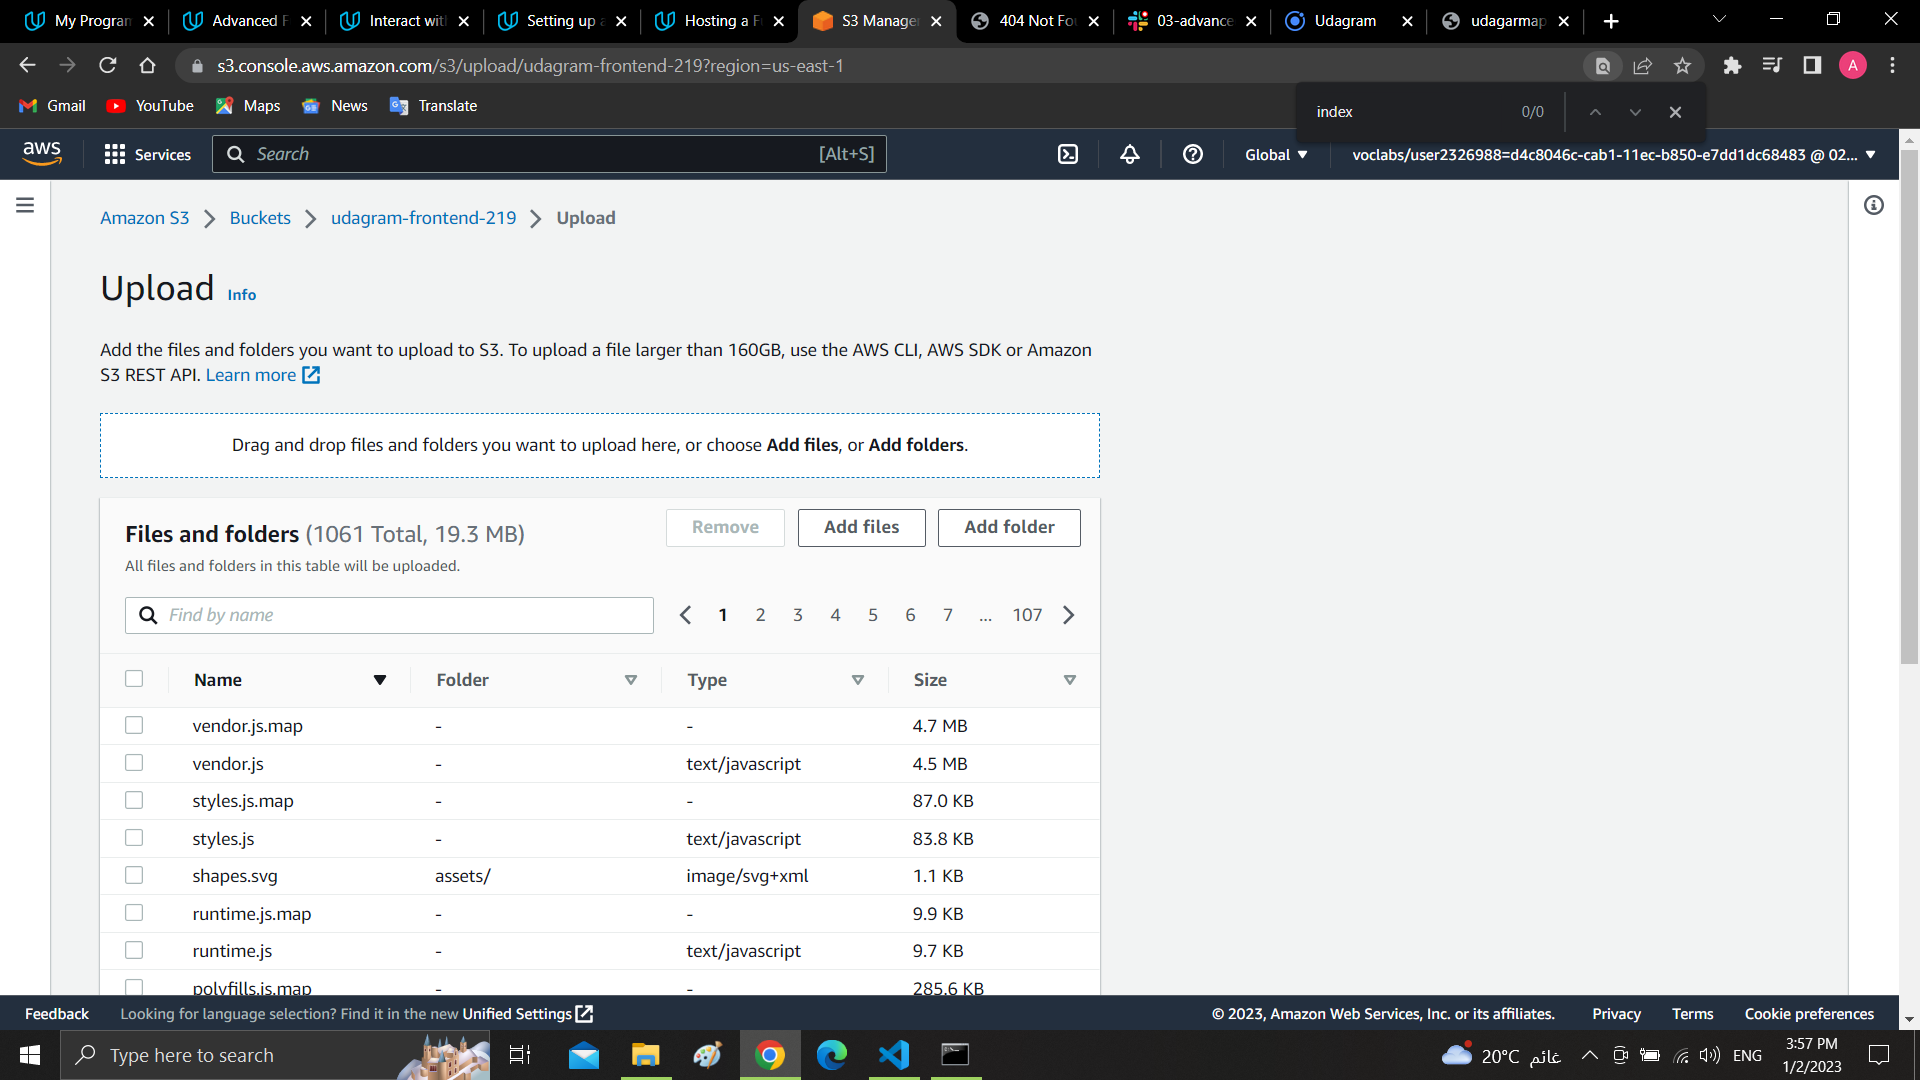 My Program
Advanced F
Interact wit
Setting up a
Hosting a F
S3 Manage
404 Not Fou
03-advance
Udagram
udagarmap
s3.console.aws.amazon.com/s3/upload/udagram-frontend-219?region=us-east-1
A
Gmail
YouTube
Maps
News
Translate
index
0/0
aws
Services
Search
[Alt+S]
Global
voclabs/user2326988=d4c8046c-cab1-11ec-b850-e7dd1dc68483 @ 02...
Amazon S3
Buckets
udagram-frontend-219
Upload
Upload
Info
Add the files and folders you want to upload to S3. To upload a file larger than 160GB, use the AWS CLI, AWS SDK or Amazon
S3 REST API. Learn more
Drag and drop files and folders you want to upload here, or choose Add files, or Add folders.
Files and folders (1061 Total, 19.3 MB)
Remove
Add files
Add folder
All files and folders in this table will be uploaded.
Find by name
1 2 3 4 5 6 7 ... 107
Name Folder Type Size
vendor.js.map - - 4.7 MB
vendor.js - text/javascript 4.5 MB
styles.js.map - - 87.0 KB
styles.js - text/javascript 83.8 KB
shapes.svg assets/ image/svg+xml 1.1 KB
runtime.js.map - - 9.9 KB
runtime.js - text/javascript 9.7 KB
polyfills.js.map - - 285.6 KB
Feedback
Looking for language selection? Find it in the new Unified Settings
© 2023, Amazon Web Services, Inc. or its affiliates.
Privacy
Terms
Cookie preferences
Type here to search
20°C غائم
ENG
3:57 PM
1/2/2023